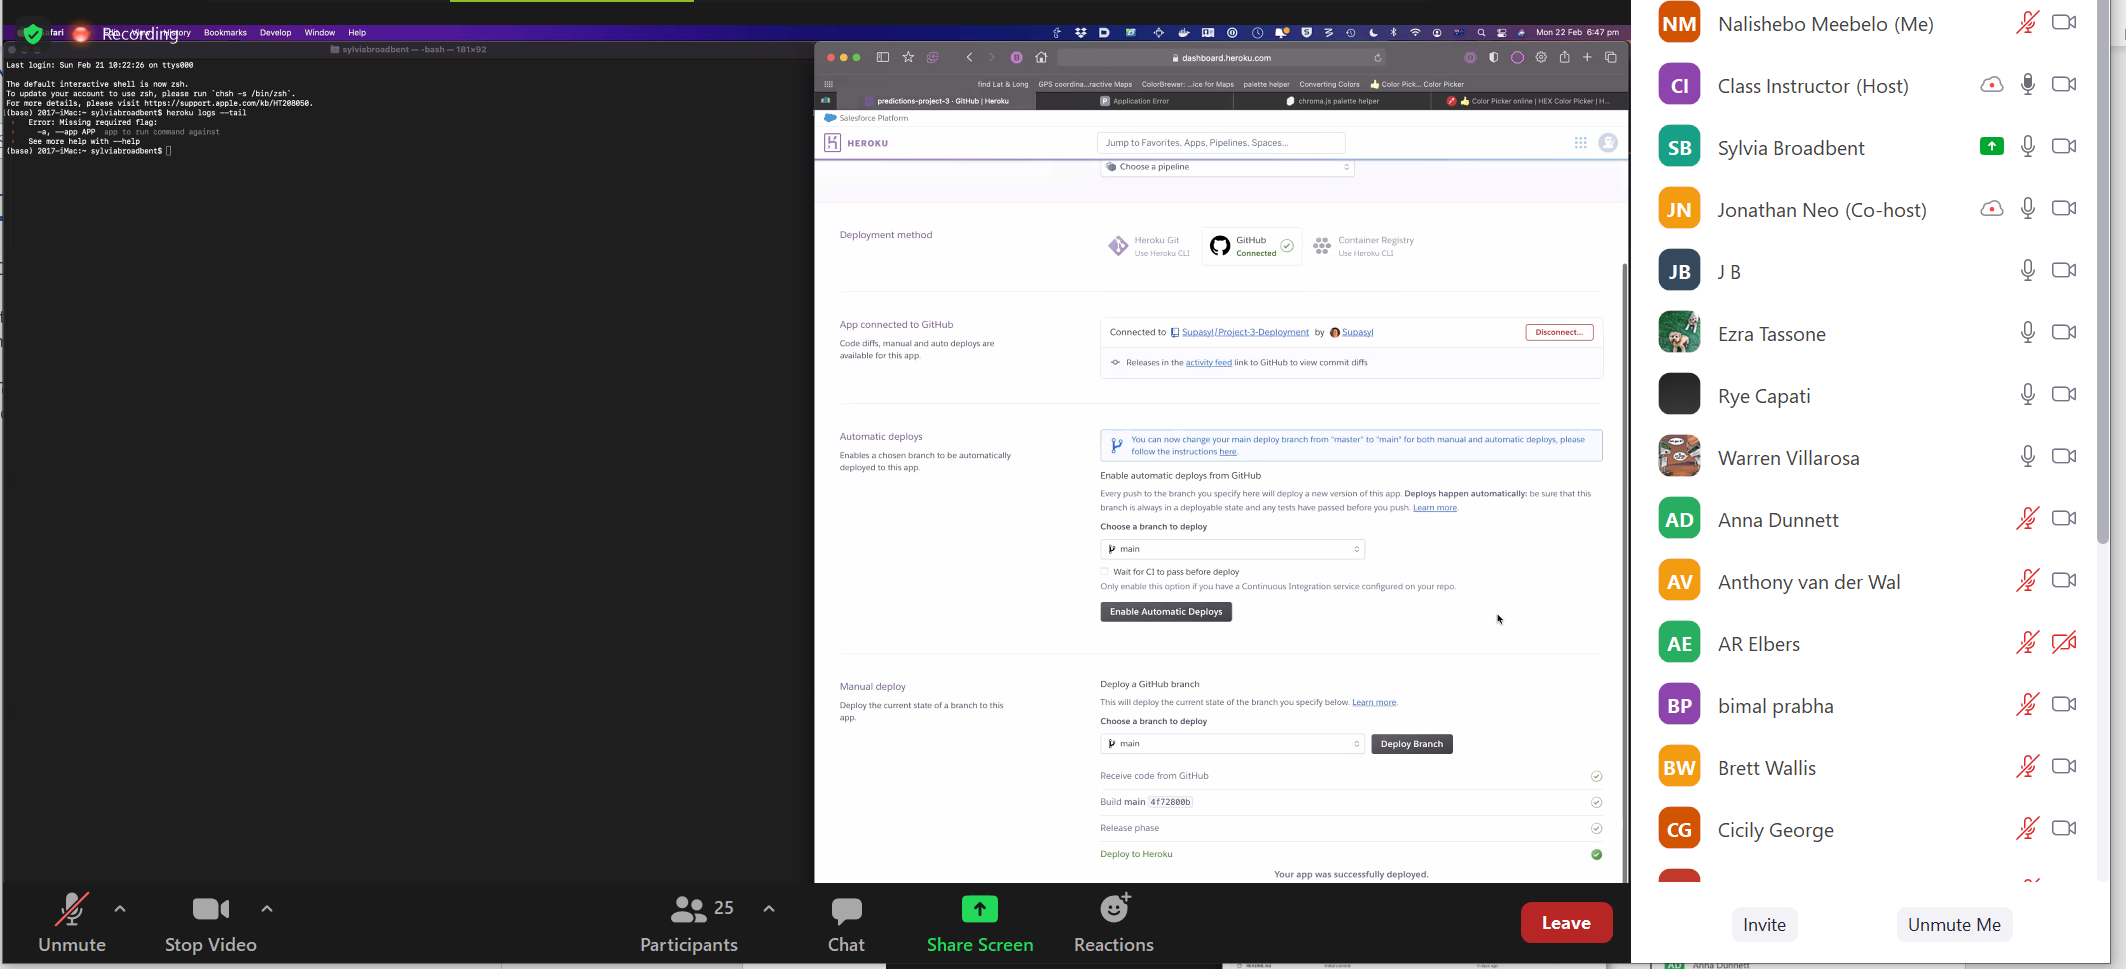 Recording
History
Bookmarks
Develop
Window
Help
Mon 22 Feb 6:47 pm
sylviabroadbent — -bash — 181×92
Last login: Sun Feb 21 10:22:26 on ttys000
The default interactive shell is now zsh.
To update your account to use zsh, please run `chsh -s /bin/zsh`.
For more details, please visit https://support.apple.com/kb/HT208050.
(base) 2017-iMac:~ sylviabroadbent$ heroku logs --tail
Error: Missing required flag:
-a, --app APP app to run command against
See more help with --help
(base) 2017-iMac:~ sylviabroadbent$
dashboard.heroku.com
find Lat & Long
GPS coordina...ractive Maps
ColorBrewer: ...ice for Maps
palette helper
Converting Colors
Color Pick... Color Picker
predictions-project-3 · GitHub | Heroku
Application Error
chroma.js palette helper
Color Picker online | HEX Color Picker | H...
Salesforce Platform
HEROKU
Jump to Favorites, Apps, Pipelines, Spaces...
Choose a pipeline
Deployment method
Heroku Git
Use Heroku CLI
GitHub
Connected
Container Registry
Use Heroku CLI
App connected to GitHub
Code diffs, manual and auto deploys are
available for this app.
Connected to Supasyl/Project-3-Deployment by Supasyl
Disconnect...
Releases in the activity feed link to GitHub to view commit diffs
Automatic deploys
Enables a chosen branch to be automatically
deployed to this app.
You can now change your main deploy branch from "master" to "main" for both manual and automatic deploys, please
follow the instructions here.
Enable automatic deploys from GitHub
Every push to the branch you specify here will deploy a new version of this app. Deploys happen automatically: be sure that this
branch is always in a deployable state and any tests have passed before you push. Learn more.
Choose a branch to deploy
main
Wait for CI to pass before deploy
Only enable this option if you have a Continuous Integration service configured on your repo.
Enable Automatic Deploys
Manual deploy
Deploy the current state of a branch to this
app.
Deploy a GitHub branch
This will deploy the current state of the branch you specify below. Learn more.
Choose a branch to deploy
main
Deploy Branch
Receive code from GitHub
Build main 4f72800b
Release phase
Deploy to Heroku
Your app was successfully deployed.
NM Nalishebo Meebelo (Me)
CI Class Instructor (Host)
SB Sylvia Broadbent
JN Jonathan Neo (Co-host)
JB J B
Ezra Tassone
Rye Capati
Warren Villarosa
AD Anna Dunnett
AV Anthony van der Wal
AE AR Elbers
BP bimal prabha
BW Brett Wallis
CG Cicily George
Unmute
Stop Video
Participants 25
Chat
Share Screen
Reactions
Leave
Invite
Unmute Me